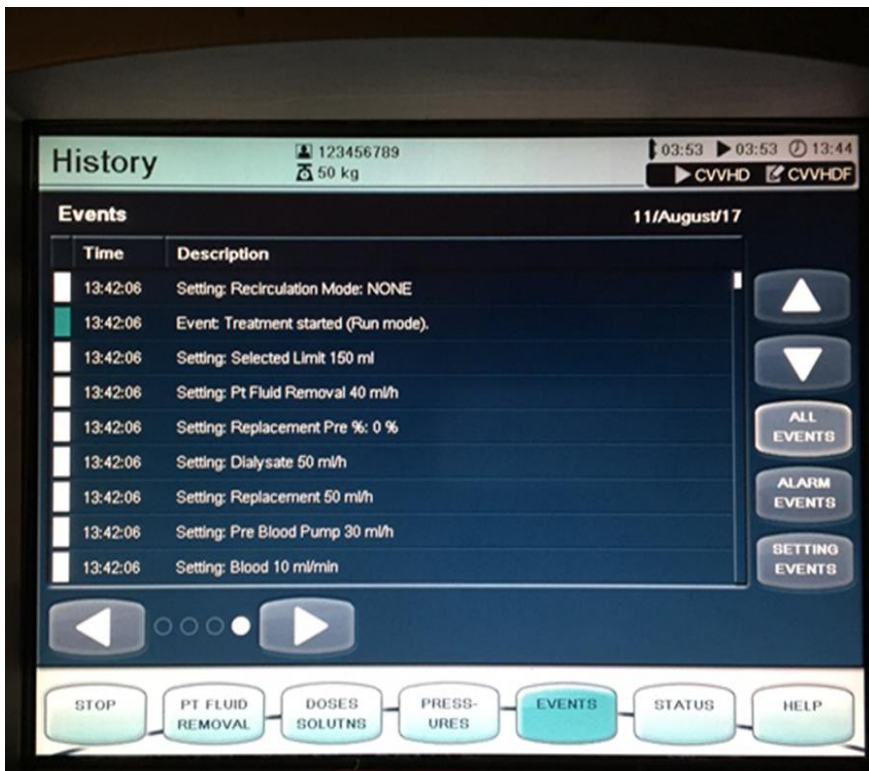 History
123456789
50 kg
03:53 03:53 13:44
CVVHD CVVHDF
Events 11/August/17
Time Description
13:42:06 Setting: Recirculation Mode: NONE
13:42:06 Event: Treatment started (Run mode).
13:42:06 Setting: Selected Limit 150 ml
13:42:06 Setting: Pt Fluid Removal 40 ml/h
13:42:06 Setting: Replacement Pre %: 0 %
13:42:06 Setting: Dialysate 50 ml/h
13:42:06 Setting: Replacement 50 ml/h
13:42:06 Setting: Pre Blood Pump 30 ml/h
13:42:06 Setting: Blood 10 ml/min
ALL
EVENTS
ALARM
EVENTS
SETTING
EVENTS
STOP
PT FLUID
REMOVAL
DOSES
SOLUTNS
PRESS-
URES
EVENTS
STATUS
HELP